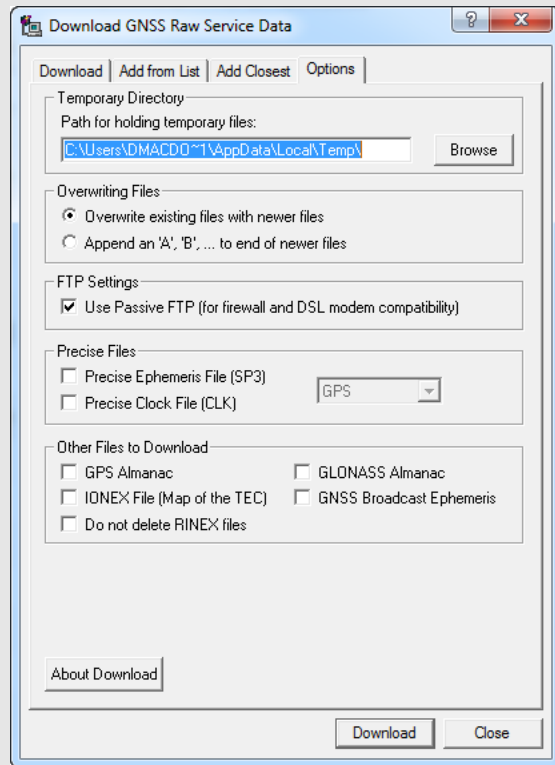 Download GNSS Raw Service Data
Download Add from List Add Closest Options
Temporary Directory
Path for holding temporary files:
C:\Users\DMACDO~1\AppData\Local\Temp\ Browse
Overwriting Files
Overwrite existing files with newer files
Append an 'A', 'B', ... to end of newer files
FTP Settings
Use Passive FTP (for firewall and DSL modem compatibility)
Precise Files
Precise Ephemeris File (SP3) GPS
Precise Clock File (CLK)
Other Files to Download
GPS Almanac GLONASS Almanac
IONEX File (Map of the TEC) GNSS Broadcast Ephemeris
Do not delete RINEX files
About Download
Download Close